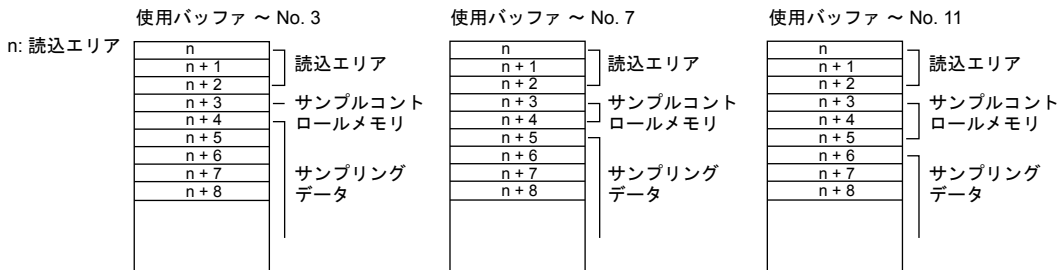 使用バッファ ～ No. 3
n: 読込エリア
n
n + 1
n + 2
n + 3
n + 4
n + 5
n + 6
n + 7
n + 8
読込エリア
サンプルコント
ロールメモリ
サンプリング
データ
使用バッファ ～ No. 7
n
n + 1
n + 2
n + 3
n + 4
n + 5
n + 6
n + 7
n + 8
読込エリア
サンプルコント
ロールメモリ
サンプリング
データ
使用バッファ ～ No. 11
n
n + 1
n + 2
n + 3
n + 4
n + 5
n + 6
n + 7
n + 8
読込エリア
サンプルコント
ロールメモリ
サンプリング
データ